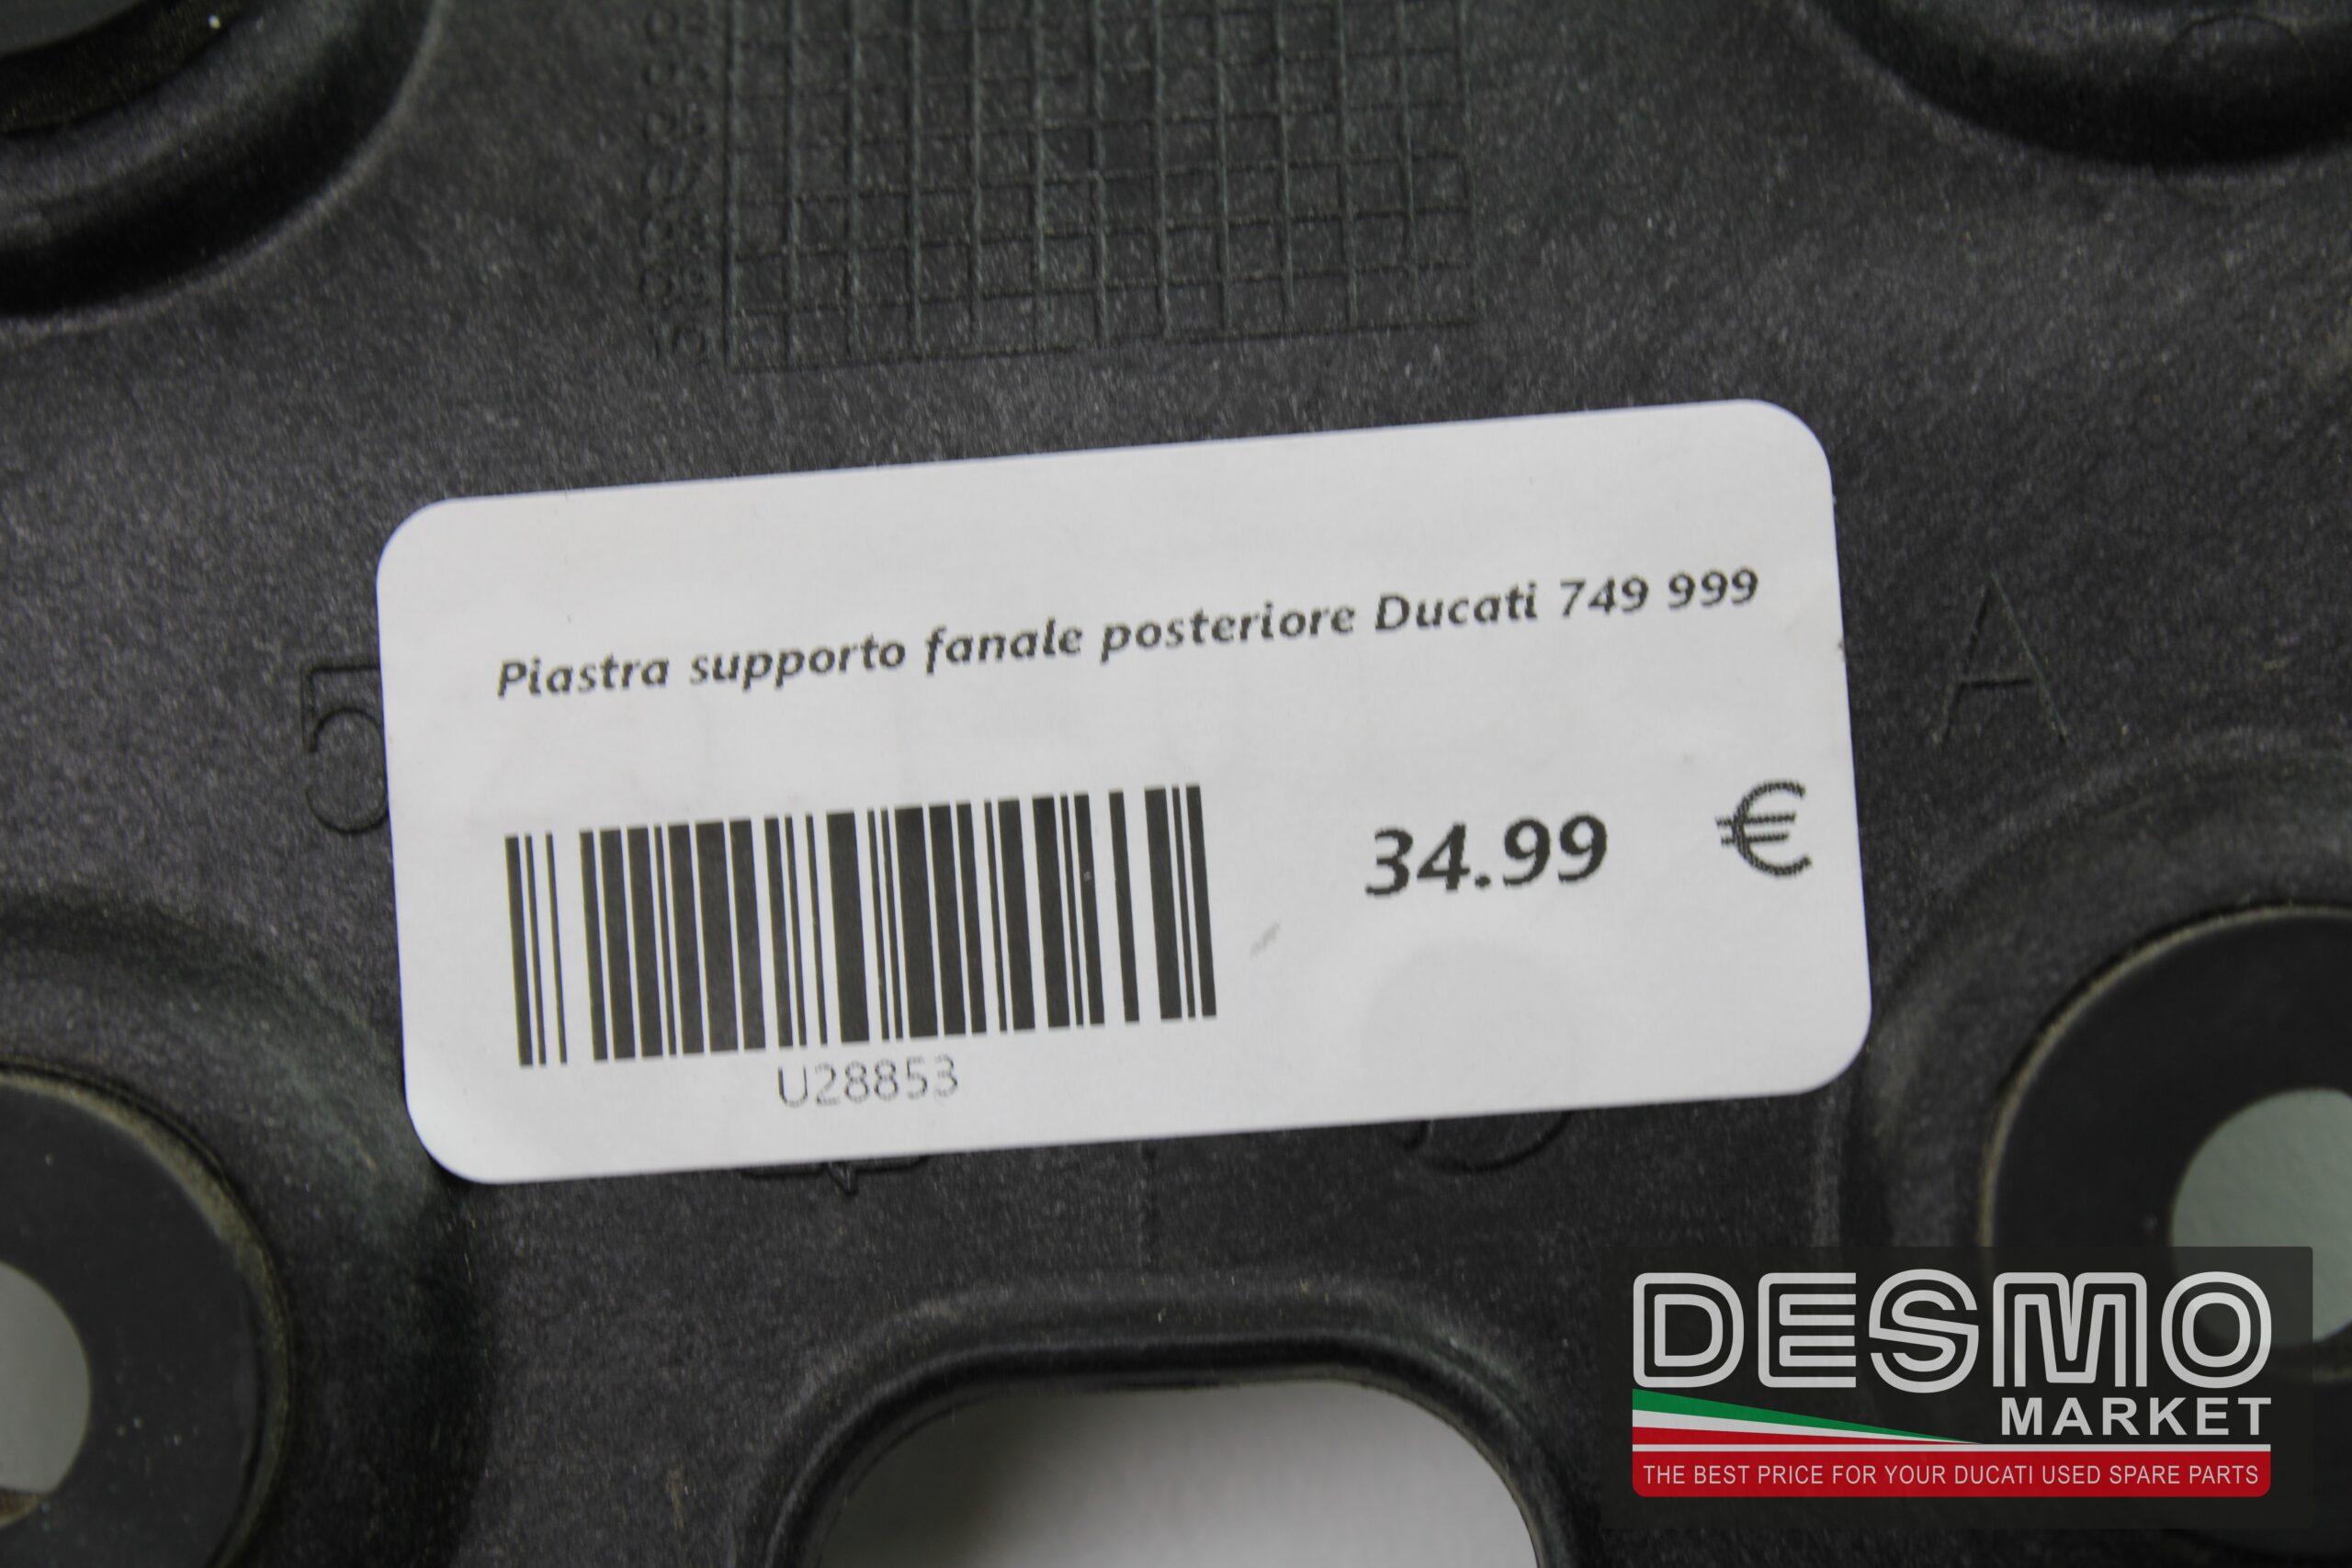 Piastra supporto fanale posteriore Ducati 749 999
5
A
34.99 €
U28853
DESMO
MARKET
THE BEST PRICE FOR YOUR DUCATI USED SPARE PARTS